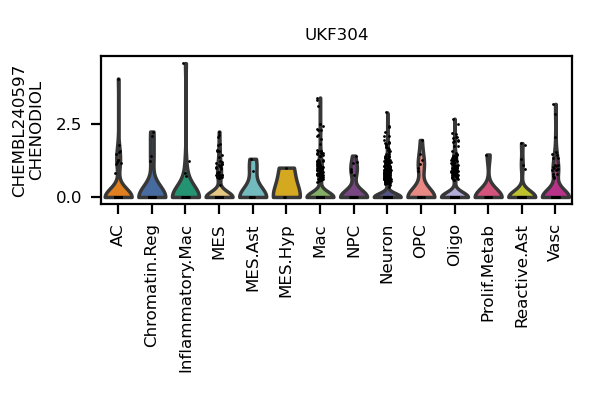 UKF304
CHEMBL240597
CHENODIOL
2.5
0.0
AC
Chromatin.Reg
Inflammatory.Mac
MES
MES.Ast
MES.Hyp
Mac
NPC
Neuron
OPC
Oligo
Prolif.Metab
Reactive.Ast
Vasc